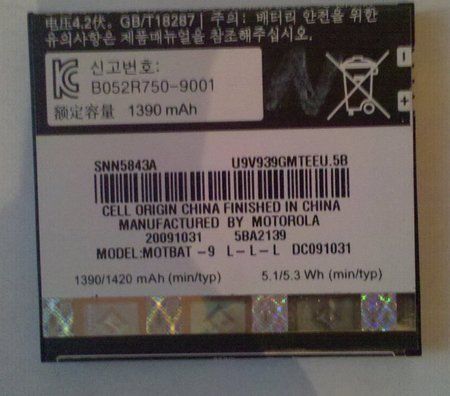 电压4.2伏。GB/T18287 | 주의: 배터리 안전을 위한
유의사항은 제품매뉴얼을 참조해주십시오.
신고번호:
B052R750-9001
额定容量 1390 mAh
SNN5843A U9V939GMTEEU.5B
CELL ORIGIN CHINA FINISHED IN CHINA
MANUFACTURED BY MOTOROLA
20091031 5BA2139
MODEL:MOTBAT -9 L-L-L DC091031
1390/1420 mAh (min/typ) 5.1/5.3 Wh (min/typ)